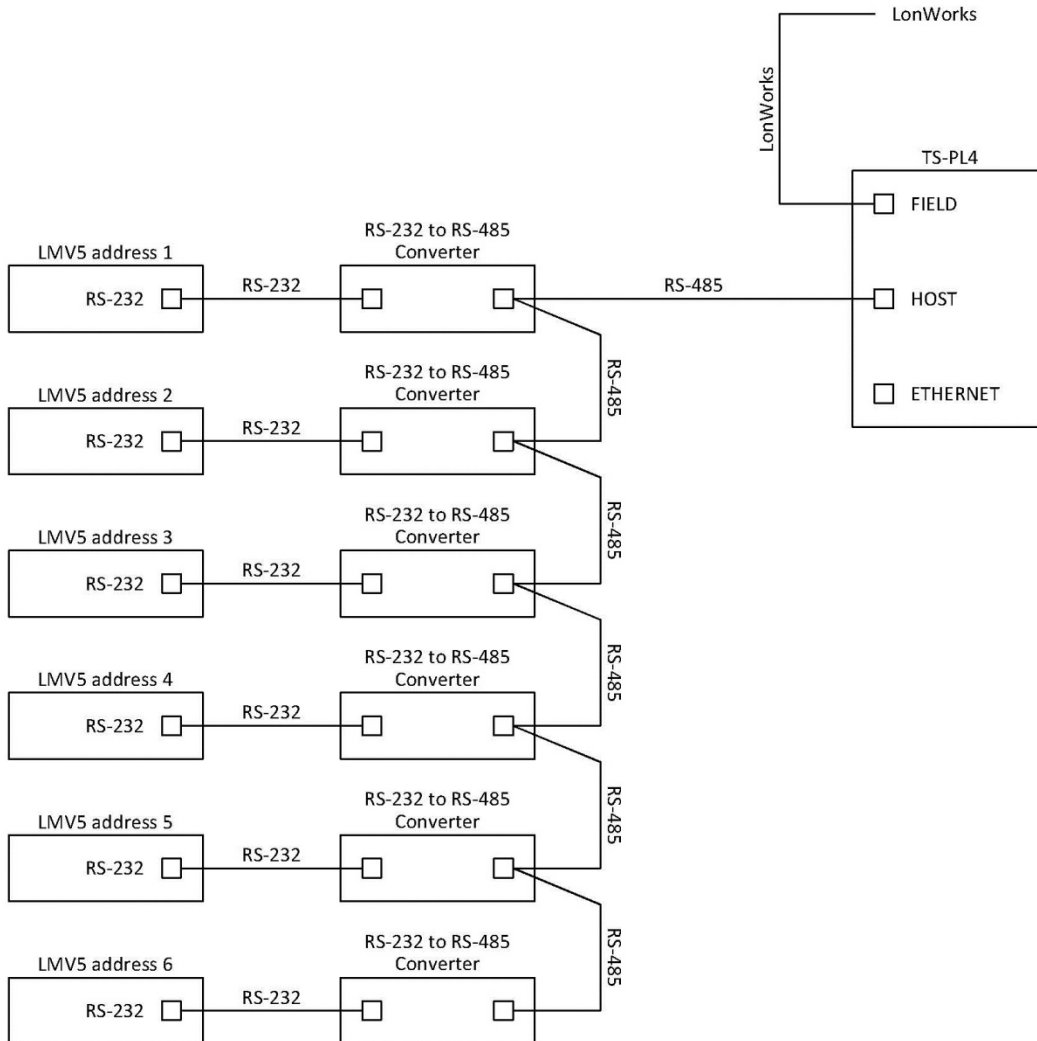 LonWorks
LonWorks
TS-PL4
FIELD
RS-232 to RS-485
Converter
LMV5 address 1
RS-232
RS-232
RS-485
HOST
RS-485
RS-232 to RS-485
Converter
LMV5 address 2
RS-232
RS-232
ETHERNET
RS-485
RS-232 to RS-485
Converter
LMV5 address 3
RS-232
RS-232
RS-485
RS-232 to RS-485
Converter
LMV5 address 4
RS-232
RS-232
RS-485
RS-232 to RS-485
Converter
LMV5 address 5
RS-232
RS-232
RS-485
RS-232 to RS-485
Converter
LMV5 address 6
RS-232
RS-232